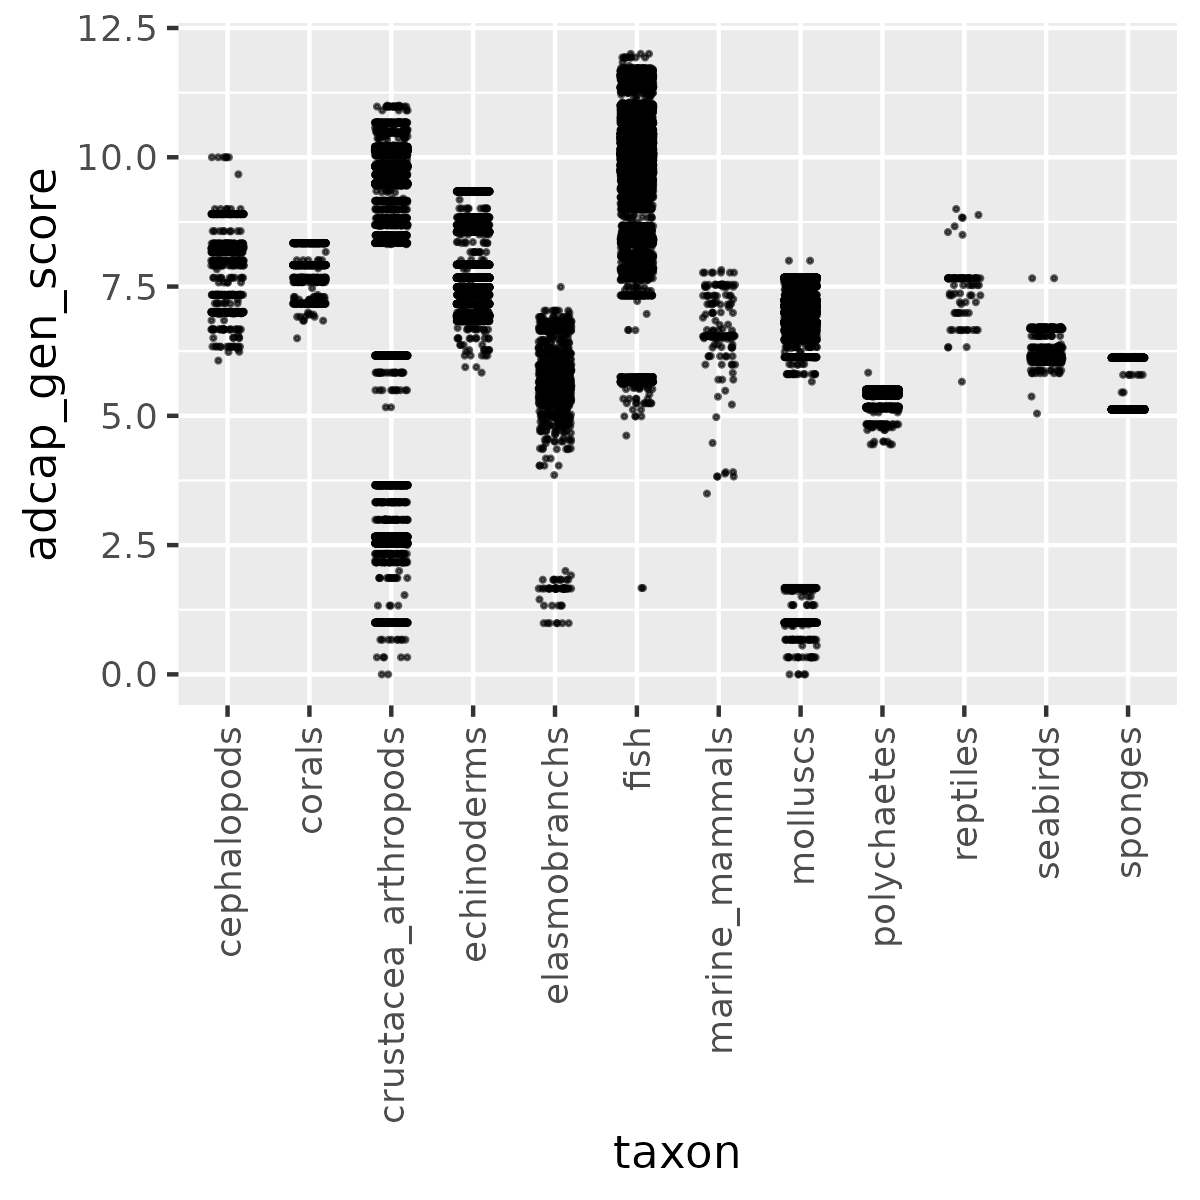 adcap_gen_score
12.5
10.0
7.5
5.0
2.5
0.0
cephalopods
corals
crustacea_arthropods
echinoderms
elasmobranchs
fish
marine_mammals
molluscs
polychaetes
reptiles
seabirds
sponges
taxon